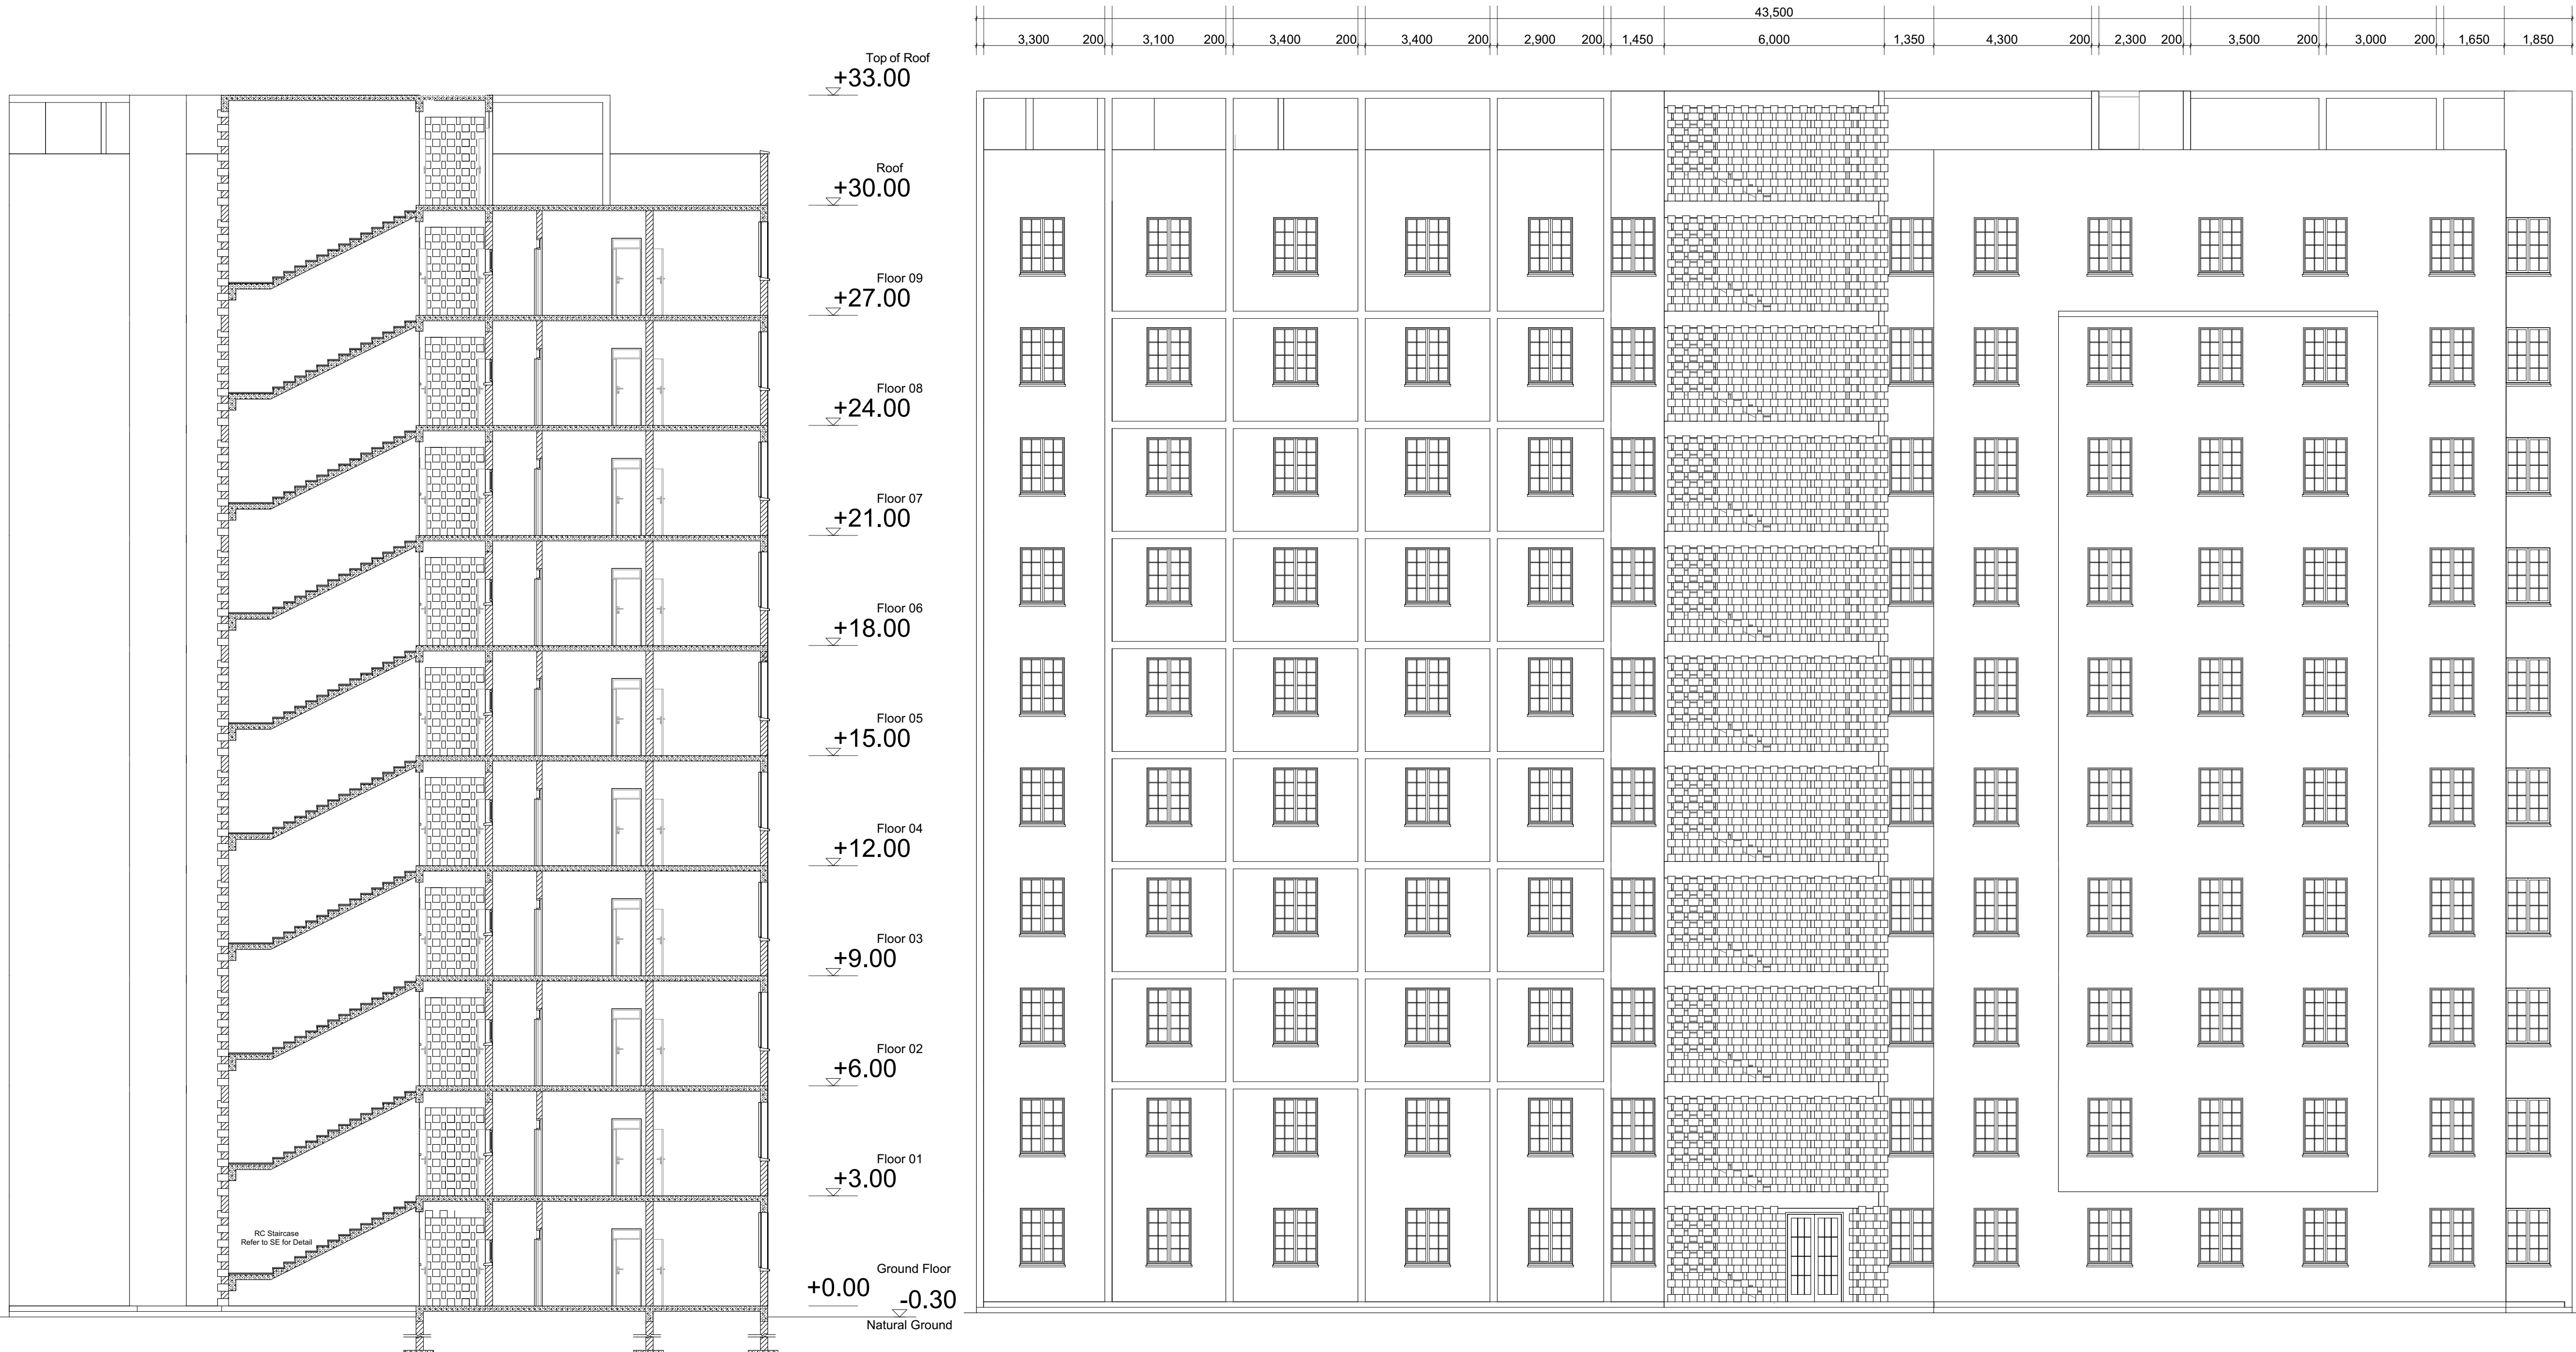 43,500
3,300 200 3,100 200 3,400 200 3,400 200 2,900 200 1,450 6,000 1,350 4,300 200 2,300 200 3,500 200 3,000 200 1,650 1,850
Top of Roof
+33.00
Roof
+30.00
Floor 09
+27.00
Floor 08
+24.00
Floor 07
+21.00
Floor 06
+18.00
Floor 05
+15.00
Floor 04
+12.00
Floor 03
+9.00
Floor 02
+6.00
Floor 01
+3.00
RC Staircase
Refer to SE for Detail
Ground Floor
+0.00
-0.30
Natural Ground